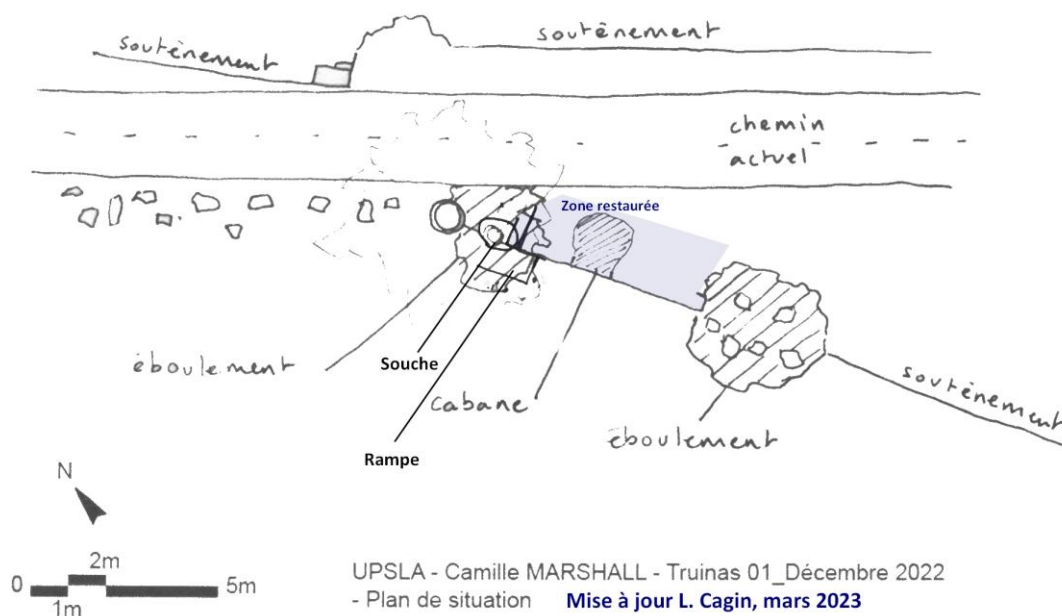 soutènement
soutènement
chemin
actuel
Zone restaurée
éboulement
Souche
Rampe
cabane
éboulement
soutènement
N
0 1m 2m 5m
UPSLA - Camille MARSHALL - Truinas 01_Décembre 2022
- Plan de situation Mise à jour L. Cagin, mars 2023